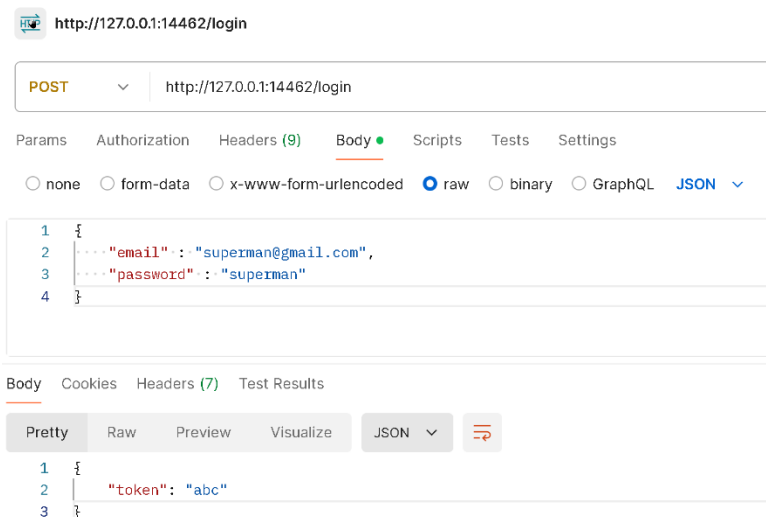 HTTP http://127.0.0.1:14462/login
POST http://127.0.0.1:14462/login
Params Authorization Headers (9) Body Scripts Tests Settings
none form-data x-www-form-urlencoded raw binary GraphQL JSON
1 {
2 "email" : "superman@gmail.com",
3 "password" : "superman"
4 }
Body Cookies Headers (7) Test Results
Pretty Raw Preview Visualize JSON
1 {
2 "token": "abc"
3 }